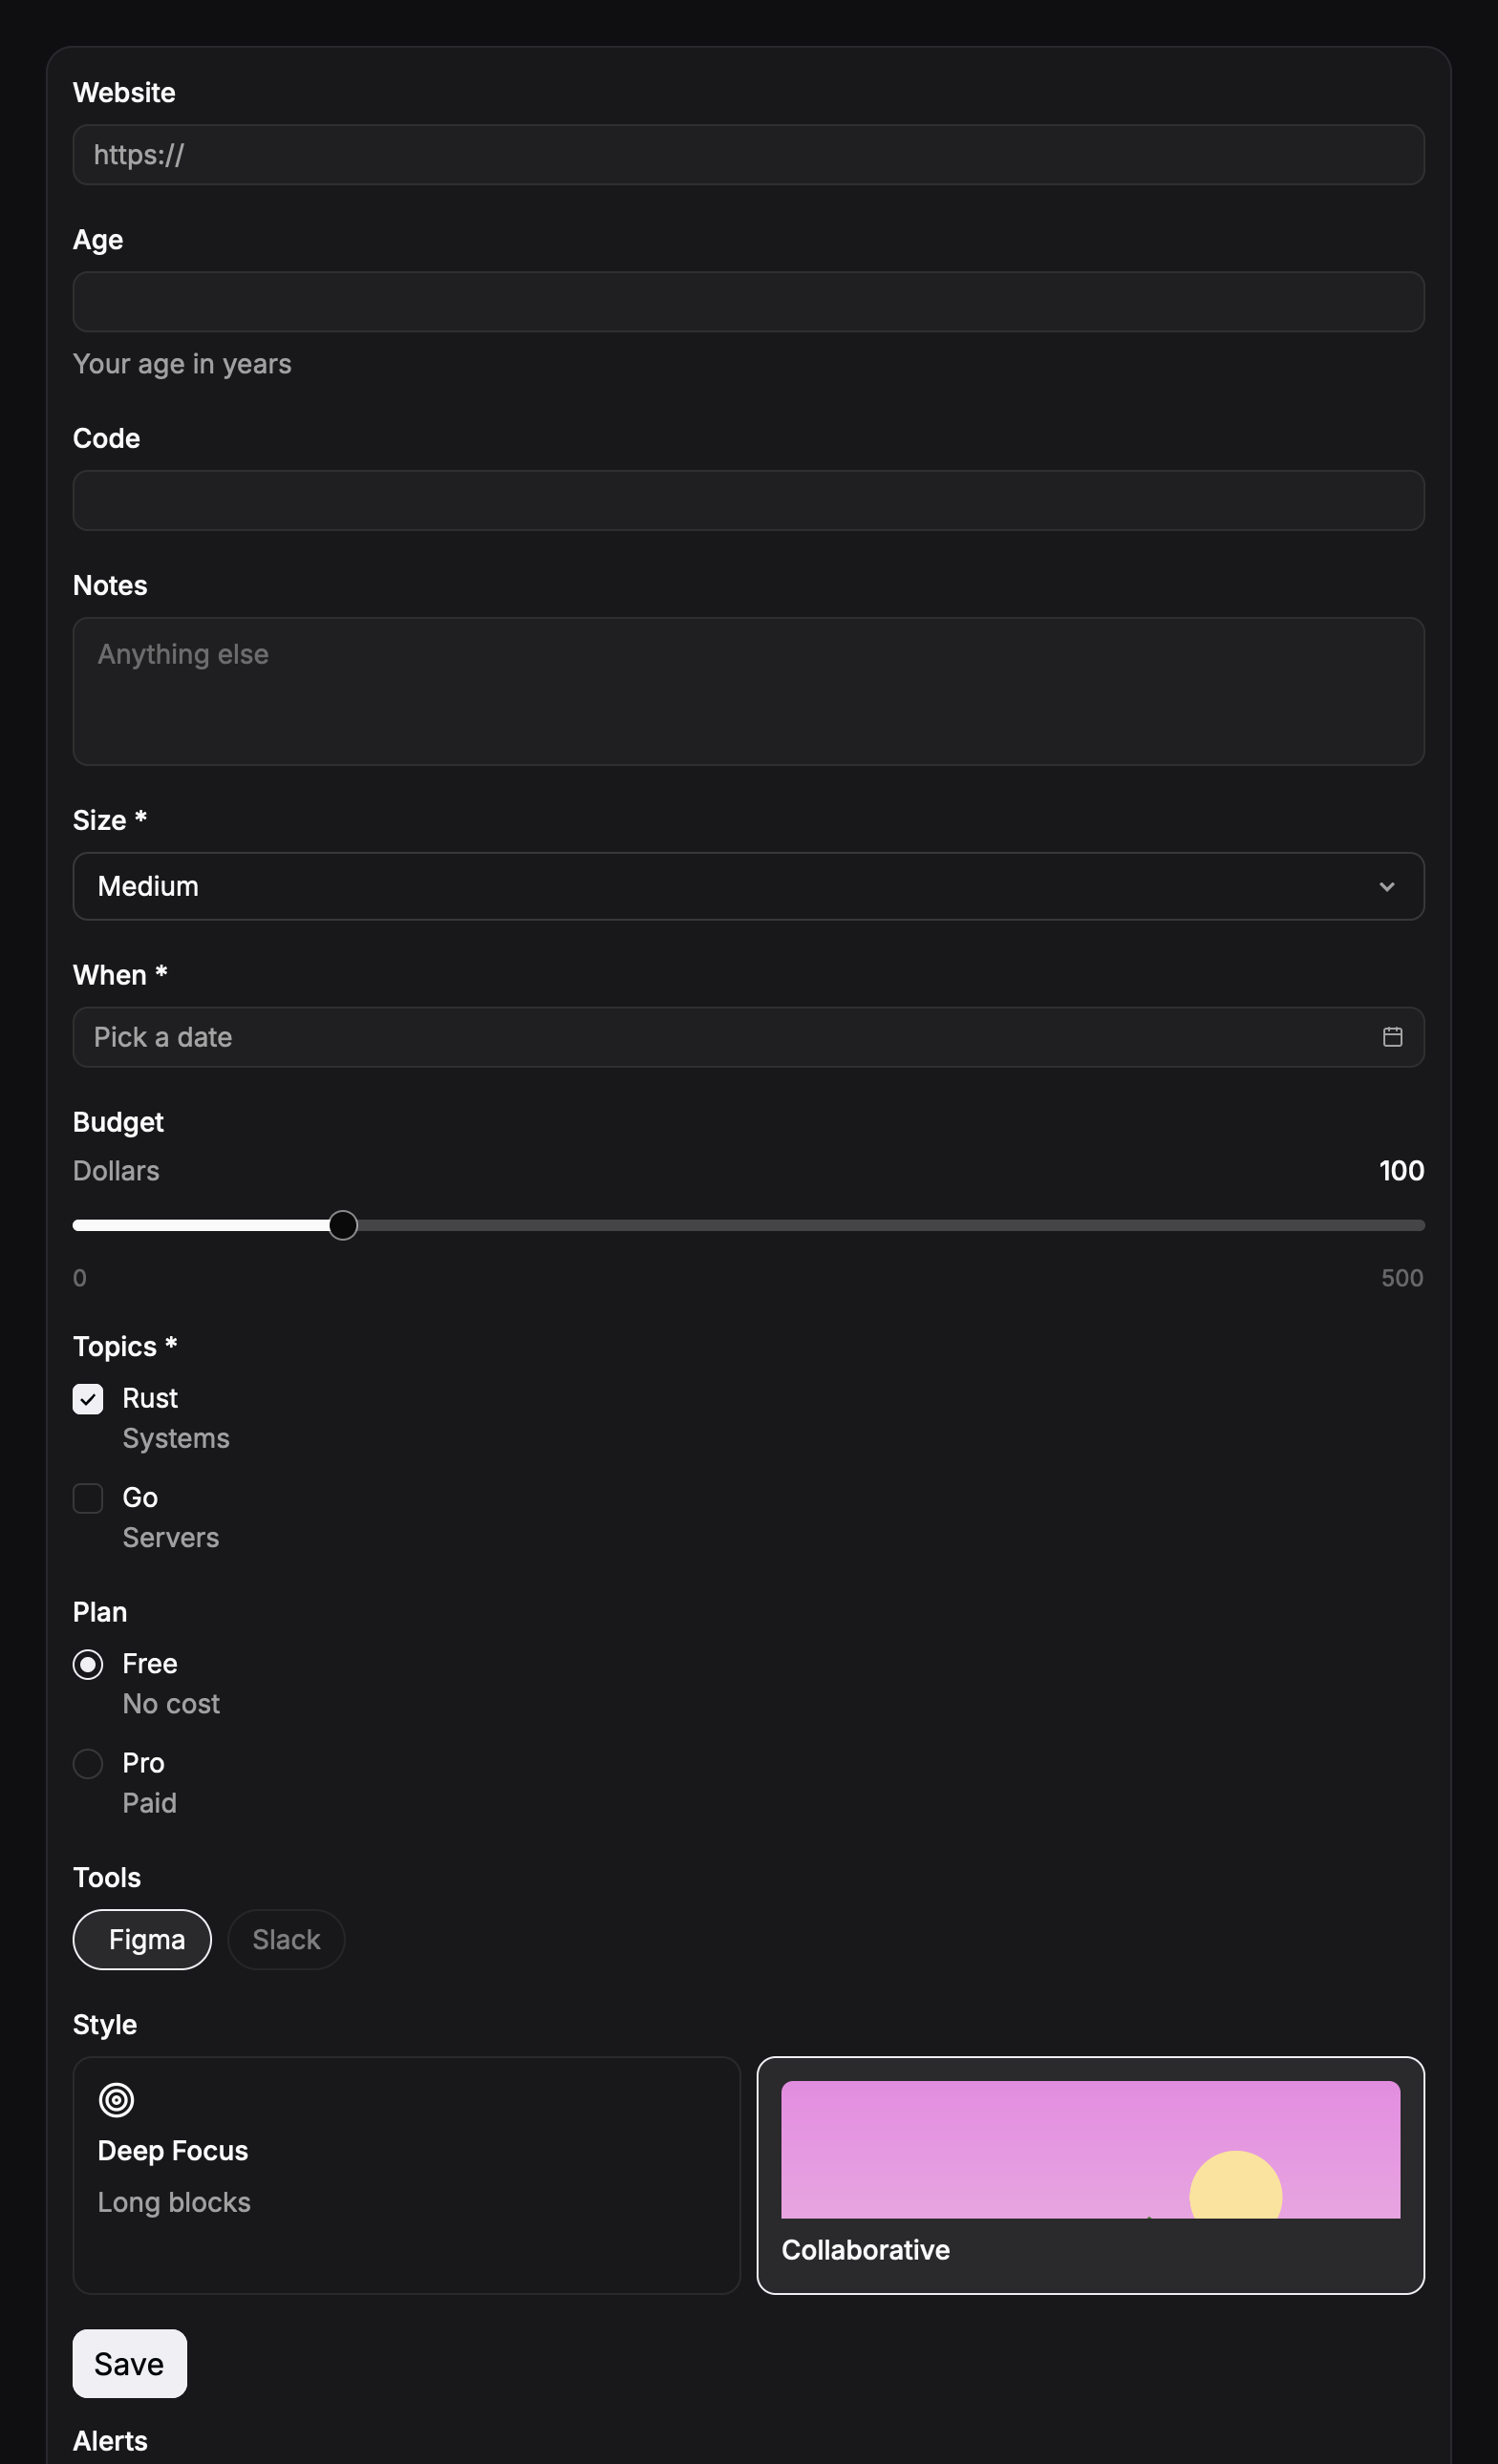 Website
https://
Age
Your age in years
Code
Notes
Anything else
Size *
Medium
When *
Pick a date
Budget
Dollars
100
0
500
Topics *
Rust
Systems
Go
Servers
Plan
Free
No cost
Pro
Paid
Tools
Figma
Slack
Style
Deep Focus
Long blocks
Collaborative
Save
Alerts